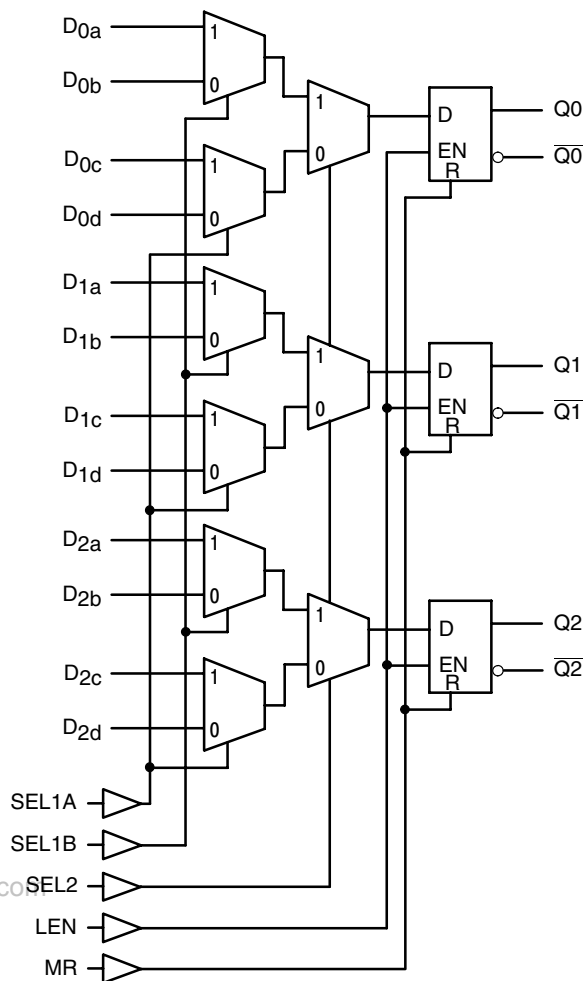 D0a 1
D0b 0
1 D Q0
0 EN Q0
R
D0c 1
D0d 0
D1a 1
D1b 0
1 D Q1
0 EN Q1
R
D1c 1
D1d 0
D2a 1
D2b 0
1 D Q2
0 EN Q2
R
D2c 1
D2d 0
SEL1A
SEL1B
com
SEL2
LEN
MR